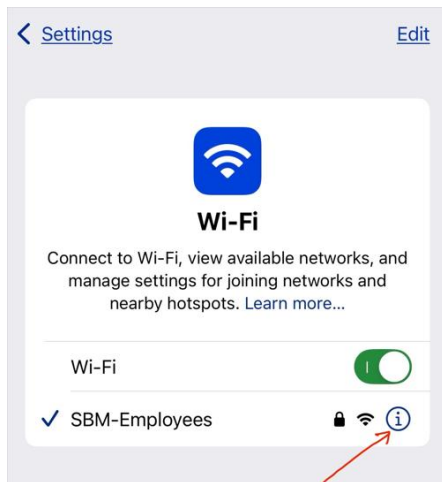 Settings
Edit
Wi-Fi
Connect to Wi-Fi, view available networks, and
manage settings for joining networks and
nearby hotspots. Learn more...
Wi-Fi
SBM-Employees